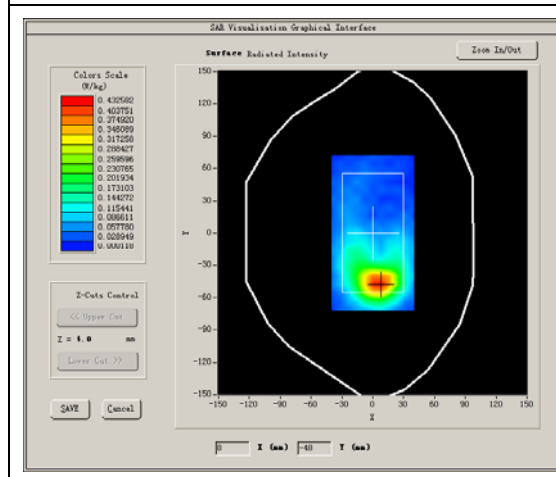 SAR Visualisation Graphical Interface
Surface Radiated Intensity
Zoom In/Out
Colors Scale
(W/kg)
0.432582
0.403751
0.374920
0.346089
0.317258
0.288427
0.259596
0.230765
0.201934
0.173103
0.144272
0.115441
0.086611
0.057780
0.028949
0.000118
Z-Cuts Control
<< Upper Cut
Z = 4.0 mm
Lower Cut >>
SAVE
Cancel
150
120
90
60
30
0
-30
-60
-90
-120
-150
Y
-150 -120 -90 -60 -30 0 30 60 90 120 150
X
8 X (mm) -48 Y (mm)